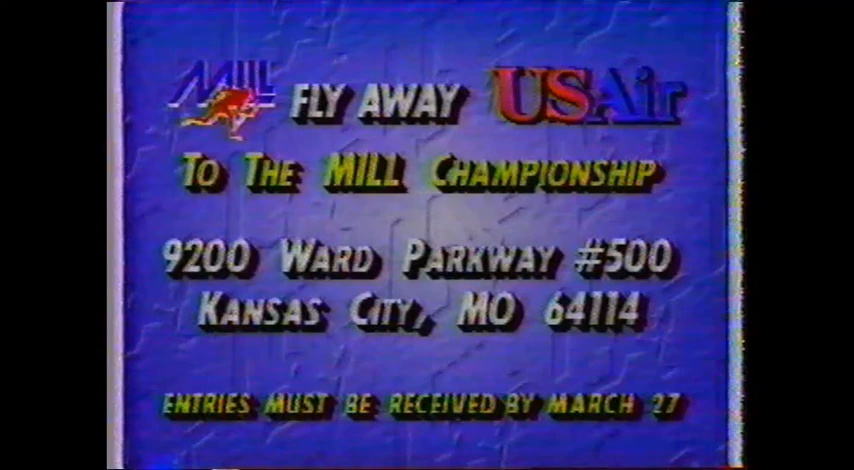 MILL FLY AWAY USAir
TO THE MILL CHAMPIONSHIP
9200 WARD PARKWAY #500
KANSAS CITY, MO 64114
ENTRIES MUST BE RECEIVED BY MARCH 27